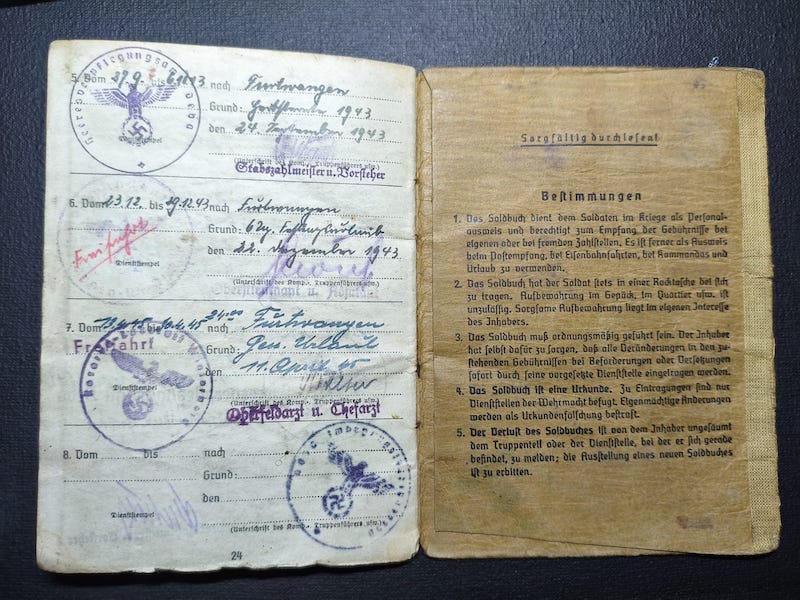 5. Vom 27.9. bis 6.10.43 nach Furtwangen
Grund: 1943
den 24. September 1943
Dienststempel
(Unterschrift des Komp., Truppenführers usw.)
Stabszahlmeister u. Vorsteher
6. Vom 23.12. bis 29.12.43 nach Furtwangen
Freifahrt
Grund:
den 22. Dezember 1943
Dienststempel
(Unterschrift des Komp., Truppenführers usw.)
7. Vom bis 24°° nach Furtwangen
Freifahrt
Grund: Gen. Urlaub
den 11. April 45
Dienststempel
Oberfeldarzt u. Chefarzt
8. Vom bis nach
Grund:
den
Dienststempel
(Unterschrift des Komp., Truppenführers usw.)
24
Sorgfältig durchlesen!
Bestimmungen
1. Das Soldbuch dient dem Soldaten im Kriege als Personal-
ausweis und berechtigt zum Empfang der Gebührnisse bei
eigenen oder bei fremden Zahlstellen. Es ist ferner als Ausweis
beim Postempfang, bei Eisenbahnfahrten, bei Kommandos und
Urlaub zu verwenden.
2. Das Soldbuch hat der Soldat stets in einer Rocktasche bei sich
zu tragen. Aufbewahrung im Gepäck, im Quartier usw. ist
unzulässig. Sorgsame Aufbewahrung liegt im eigenen Interesse
des Inhabers.
3. Das Soldbuch muß ordnungsmäßig geführt sein. Der Inhaber
hat selbst dafür zu sorgen, daß alle Veränderungen in den zu-
stehenden Gebührnissen bei Beförderungen oder Versetzungen
sofort durch seine vorgesetzte Dienststelle eingetragen werden.
4. Das Soldbuch ist eine Urkunde. Zu Eintragungen sind nur
Dienststellen der Wehrmacht befugt. Eigenmächtige Änderungen
werden als Urkundenfälschung bestraft.
5. Der Verlust des Soldbuches ist von dem Inhaber ungesäumt
dem Truppenteil oder der Dienststelle, bei der er sich gerade
befindet, zu melden; die Ausstellung eines neuen Soldbuches
ist zu erbitten.